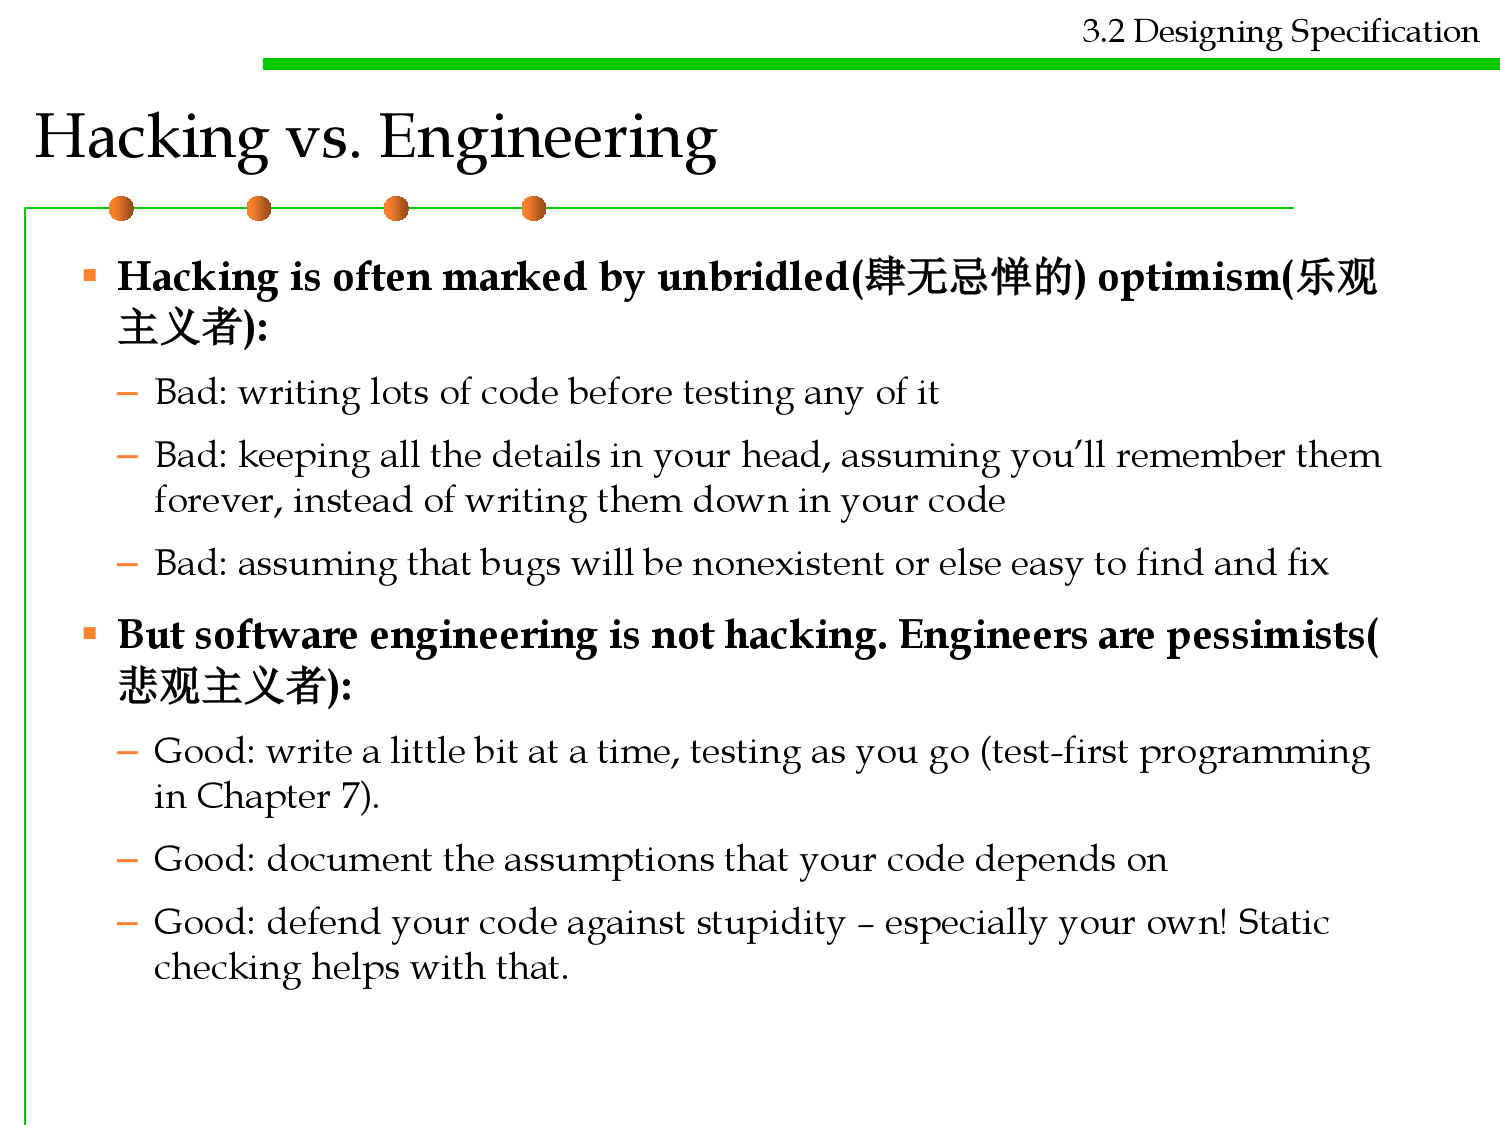 3.2 Designing Specification
Hacking vs. Engineering
▪ Hacking is often marked by unbridled(肆无忌惮的) optimism(乐观
主义者):
– Bad: writing lots of code before testing any of it
– Bad: keeping all the details in your head, assuming you’ll remember them
forever, instead of writing them down in your code
– Bad: assuming that bugs will be nonexistent or else easy to find and fix
▪ But software engineering is not hacking. Engineers are pessimists(
悲观主义者):
– Good: write a little bit at a time, testing as you go (test-first programming
in Chapter 7).
– Good: document the assumptions that your code depends on
– Good: defend your code against stupidity – especially your own! Static
checking helps with that.